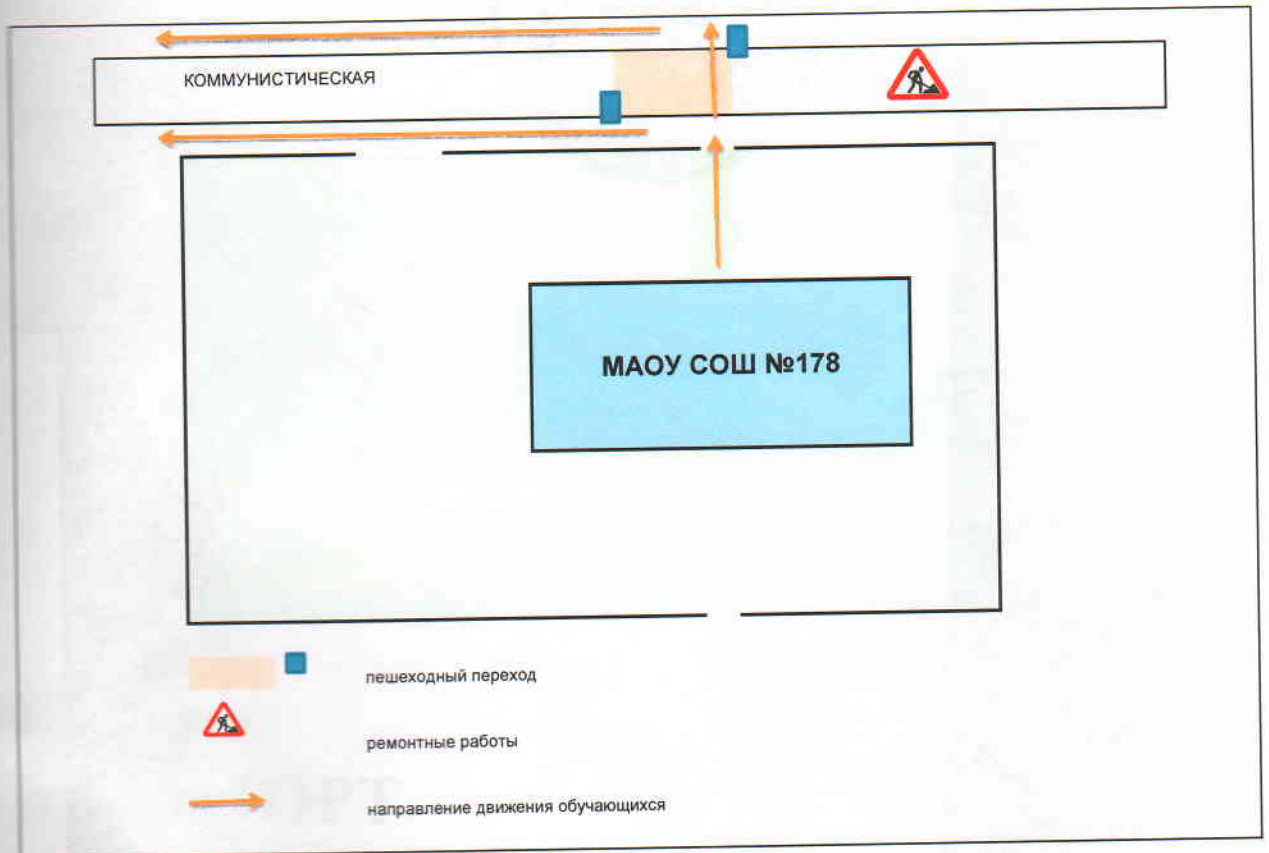 КОММУНИСТИЧЕСКАЯ
МАОУ СОШ №178
пешеходный переход
ремонтные работы
направление движения обучающихся